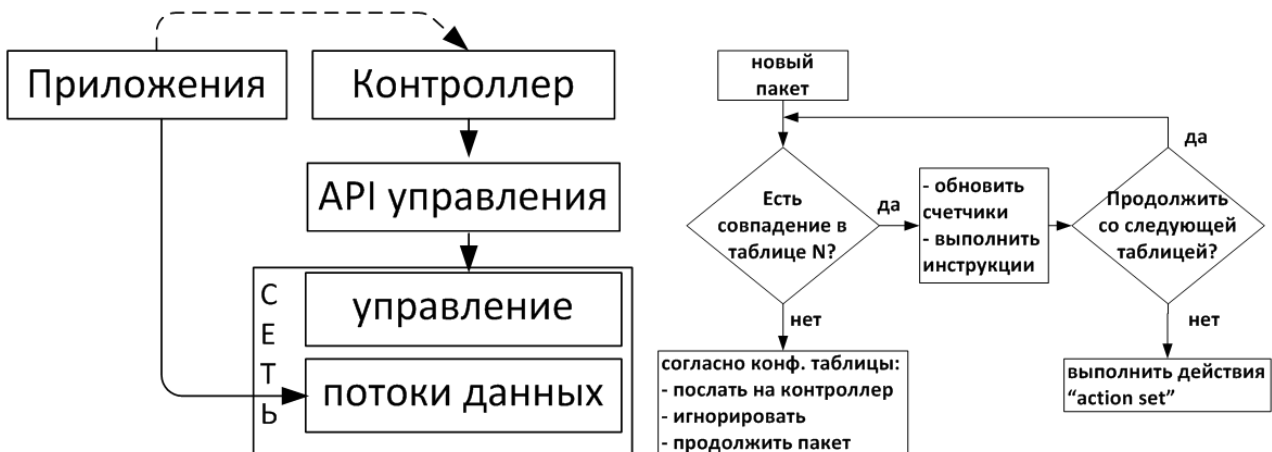 Приложения
Контроллер
API управления
С
Е
Т
Ь
управление
потоки данных
новый
пакет
да
Есть
совпадение в
таблице N?
да
- обновить
счетчики
- выполнить
инструкции
Продолжить
со следующей
таблицей?
нет
нет
согласно конф. таблицы:
- послать на контроллер
- игнорировать
- продолжить пакет
выполнить действия
“action set”